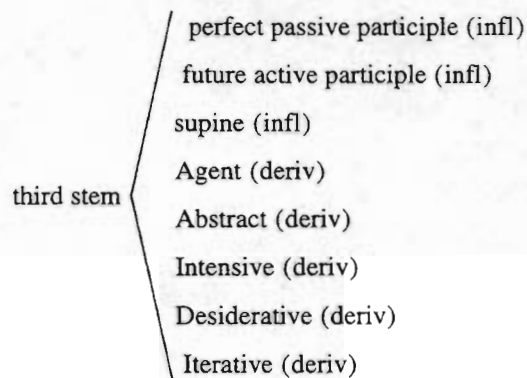 perfect passive participle (infl)
future active participle (infl)
supine (infl)
Agent (deriv)
third stem
Abstract (deriv)
Intensive (deriv)
Desiderative (deriv)
Iterative (deriv)